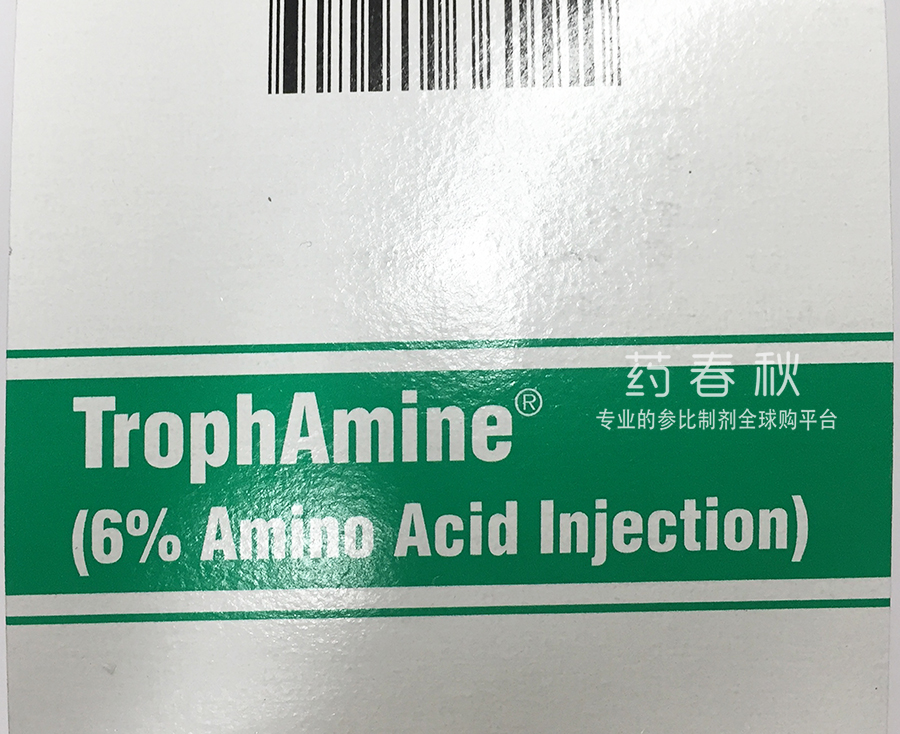 药春秋
专业的参比制剂全球购平台
TrophAmine®
(6% Amino Acid Injection)